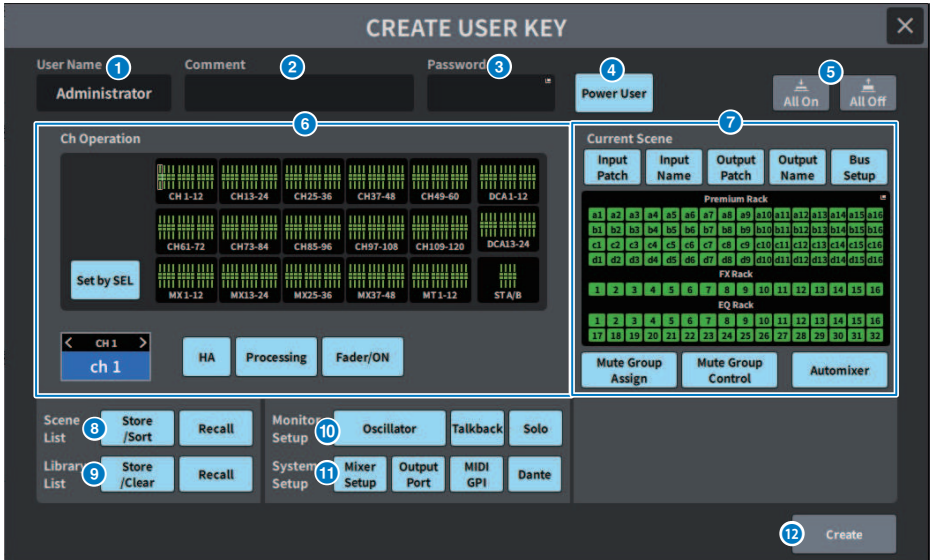 CREATE USER KEY
User Name 1 Comment 2 Password 3
Administrator
4
Power User
5
All On All Off
6
Ch Operation
CH 1-12 CH13-24 CH25-36 CH37-48 CH49-60 DCA 1-12
CH61-72 CH73-84 CH85-96 CH97-108 CH109-120 DCA13-24
Set by SEL
MX 1-12 MX13-24 MX25-36 MX37-48 MT 1-12 ST A/B
CH 1
ch 1
HA Processing Fader/ON
7
Current Scene
Input
Patch
Input
Name
Output
Patch
Output
Name
Bus
Setup
Premium Rack
a1 a2 a3 a4 a5 a6 a7 a8 a9 a10 a11 a12 a13 a14 a15 a16
b1 b2 b3 b4 b5 b6 b7 b8 b9 b10 b11 b12 b13 b14 b15 b16
c1 c2 c3 c4 c5 c6 c7 c8 c9 c10 c11 c12 c13 c14 c15 c16
d1 d2 d3 d4 d5 d6 d7 d8 d9 d10 d11 d12 d13 d14 d15 d16
FX Rack
1 2 3 4 5 6 7 8 9 10 11 12 13 14 15 16
EQ Rack
1 2 3 4 5 6 7 8 9 10 11 12 13 14 15 16
17 18 19 20 21 22 23 24 25 26 27 28 29 30 31 32
Mute Group
Assign
Mute Group
Control
Automixer
Scene
List
8
Store
/Sort
Recall
Monitor
Setup
10
Oscillator Talkback Solo
Library
List
9
Store
/Clear
Recall
System
Setup
11
Mixer
Setup
Output
Port
MIDI
GPI
Dante
12
Create